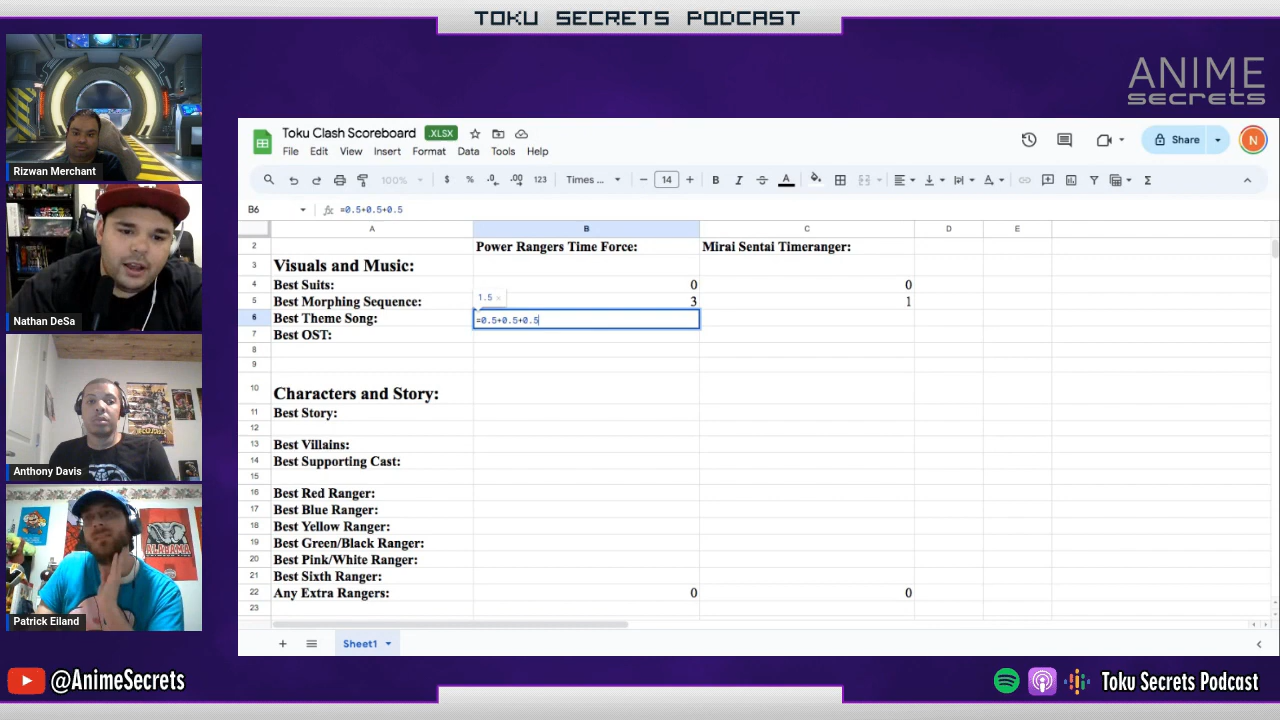 TOKU SECRETS PODCAST
ANIME
secrets
Rizwan Merchant
Nathan DeSa
Anthony Davis
ALABAMA
Patrick Eiland
Toku Clash Scoreboard .XLSX
File Edit View Insert Format Data Tools Help
Share
N
100% $ % .0 .00 123 Times ... − 14 + B I A Σ
B6 fx =0.5+0.5+0.5
A B C D E
2 Power Rangers Time Force: Mirai Sentai Timeranger:
3 Visuals and Music:
4 Best Suits: 0 0
1.5 ×
5 Best Morphing Sequence: 3 1
6 Best Theme Song: =0.5+0.5+0.5
7 Best OST:
8
9
10 Characters and Story:
11 Best Story:
12
13 Best Villains:
14 Best Supporting Cast:
15
16 Best Red Ranger:
17 Best Blue Ranger:
18 Best Yellow Ranger:
19 Best Green/Black Ranger:
20 Best Pink/White Ranger:
21 Best Sixth Ranger:
22 Any Extra Rangers: 0 0
23
+ Sheet1
@AnimeSecrets
Toku Secrets Podcast